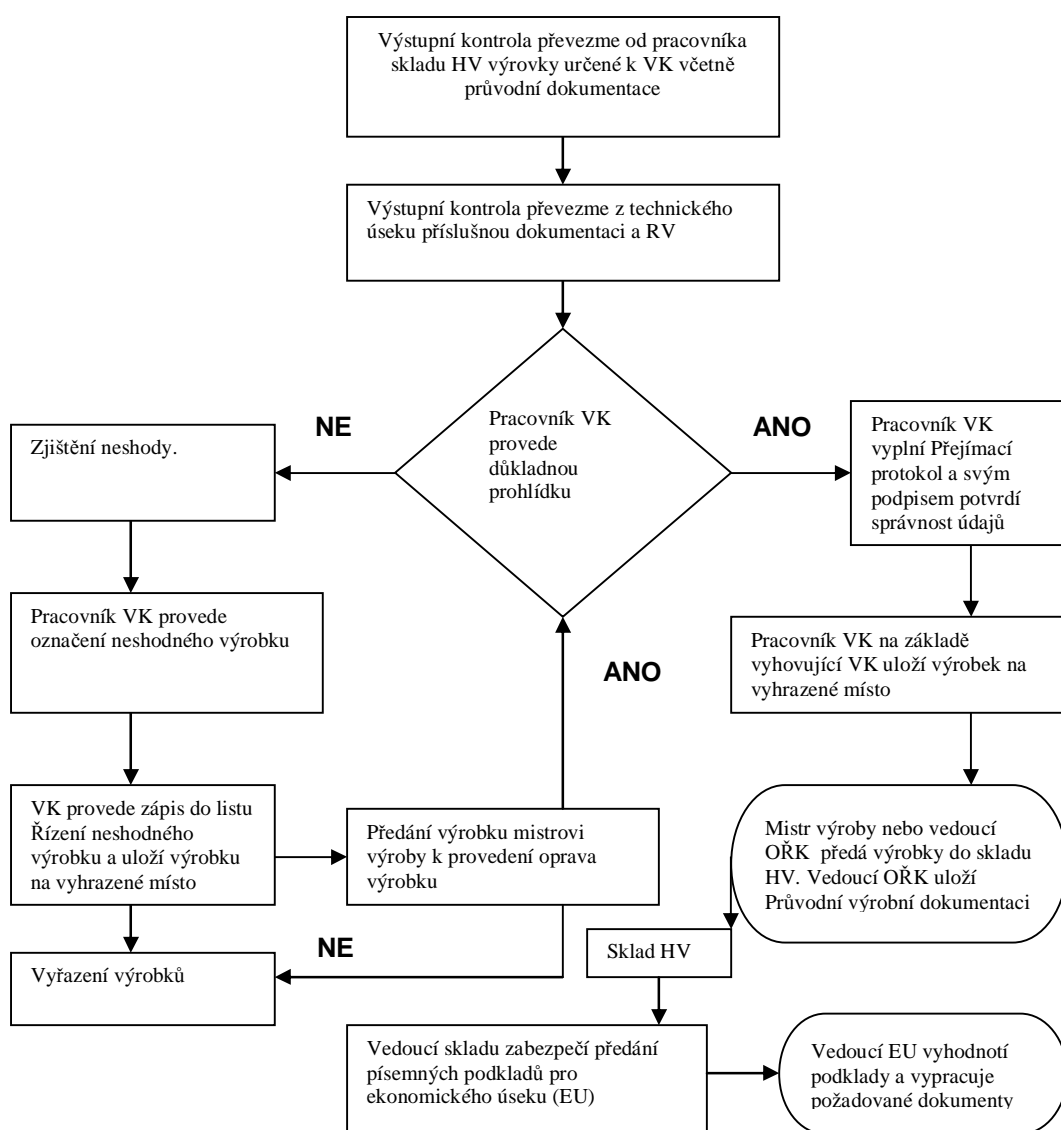 Výstupní kontrola převezme od pracovníka
skladu HV výrovky určené k VK včetně
průvodní dokumentace
Výstupní kontrola převezme z technického
úseku příslušnou dokumentaci a RV
Pracovník VK
provede
důkladnou
prohlídku
NE
ANO
Zjištění neshody.
Pracovník VK
vyplní Přejímací
protokol a svým
podpisem potvrdí
správnost údajů
Pracovník VK provede
označení neshodného výrobku
Pracovník VK na základě
vyhovující VK uloží výrobek na
vyhrazené místo
ANO
VK provede zápis do listu
Řízení neshodného
výrobku a uloží výrobku
na vyhrazené místo
Předání výrobku mistrovi
výroby k provedení oprava
výrobku
Mistr výroby nebo vedoucí
OŘK předá výrobky do skladu
HV. Vedoucí OŘK uloží
Průvodní výrobní dokumentaci
NE
Vyřazení výrobků
Sklad HV
Vedoucí skladu zabezpečí předání
písemných podkladů pro
ekonomického úseku (EU)
Vedoucí EU vyhodnotí
podklady a vypracuje
požadované dokumenty